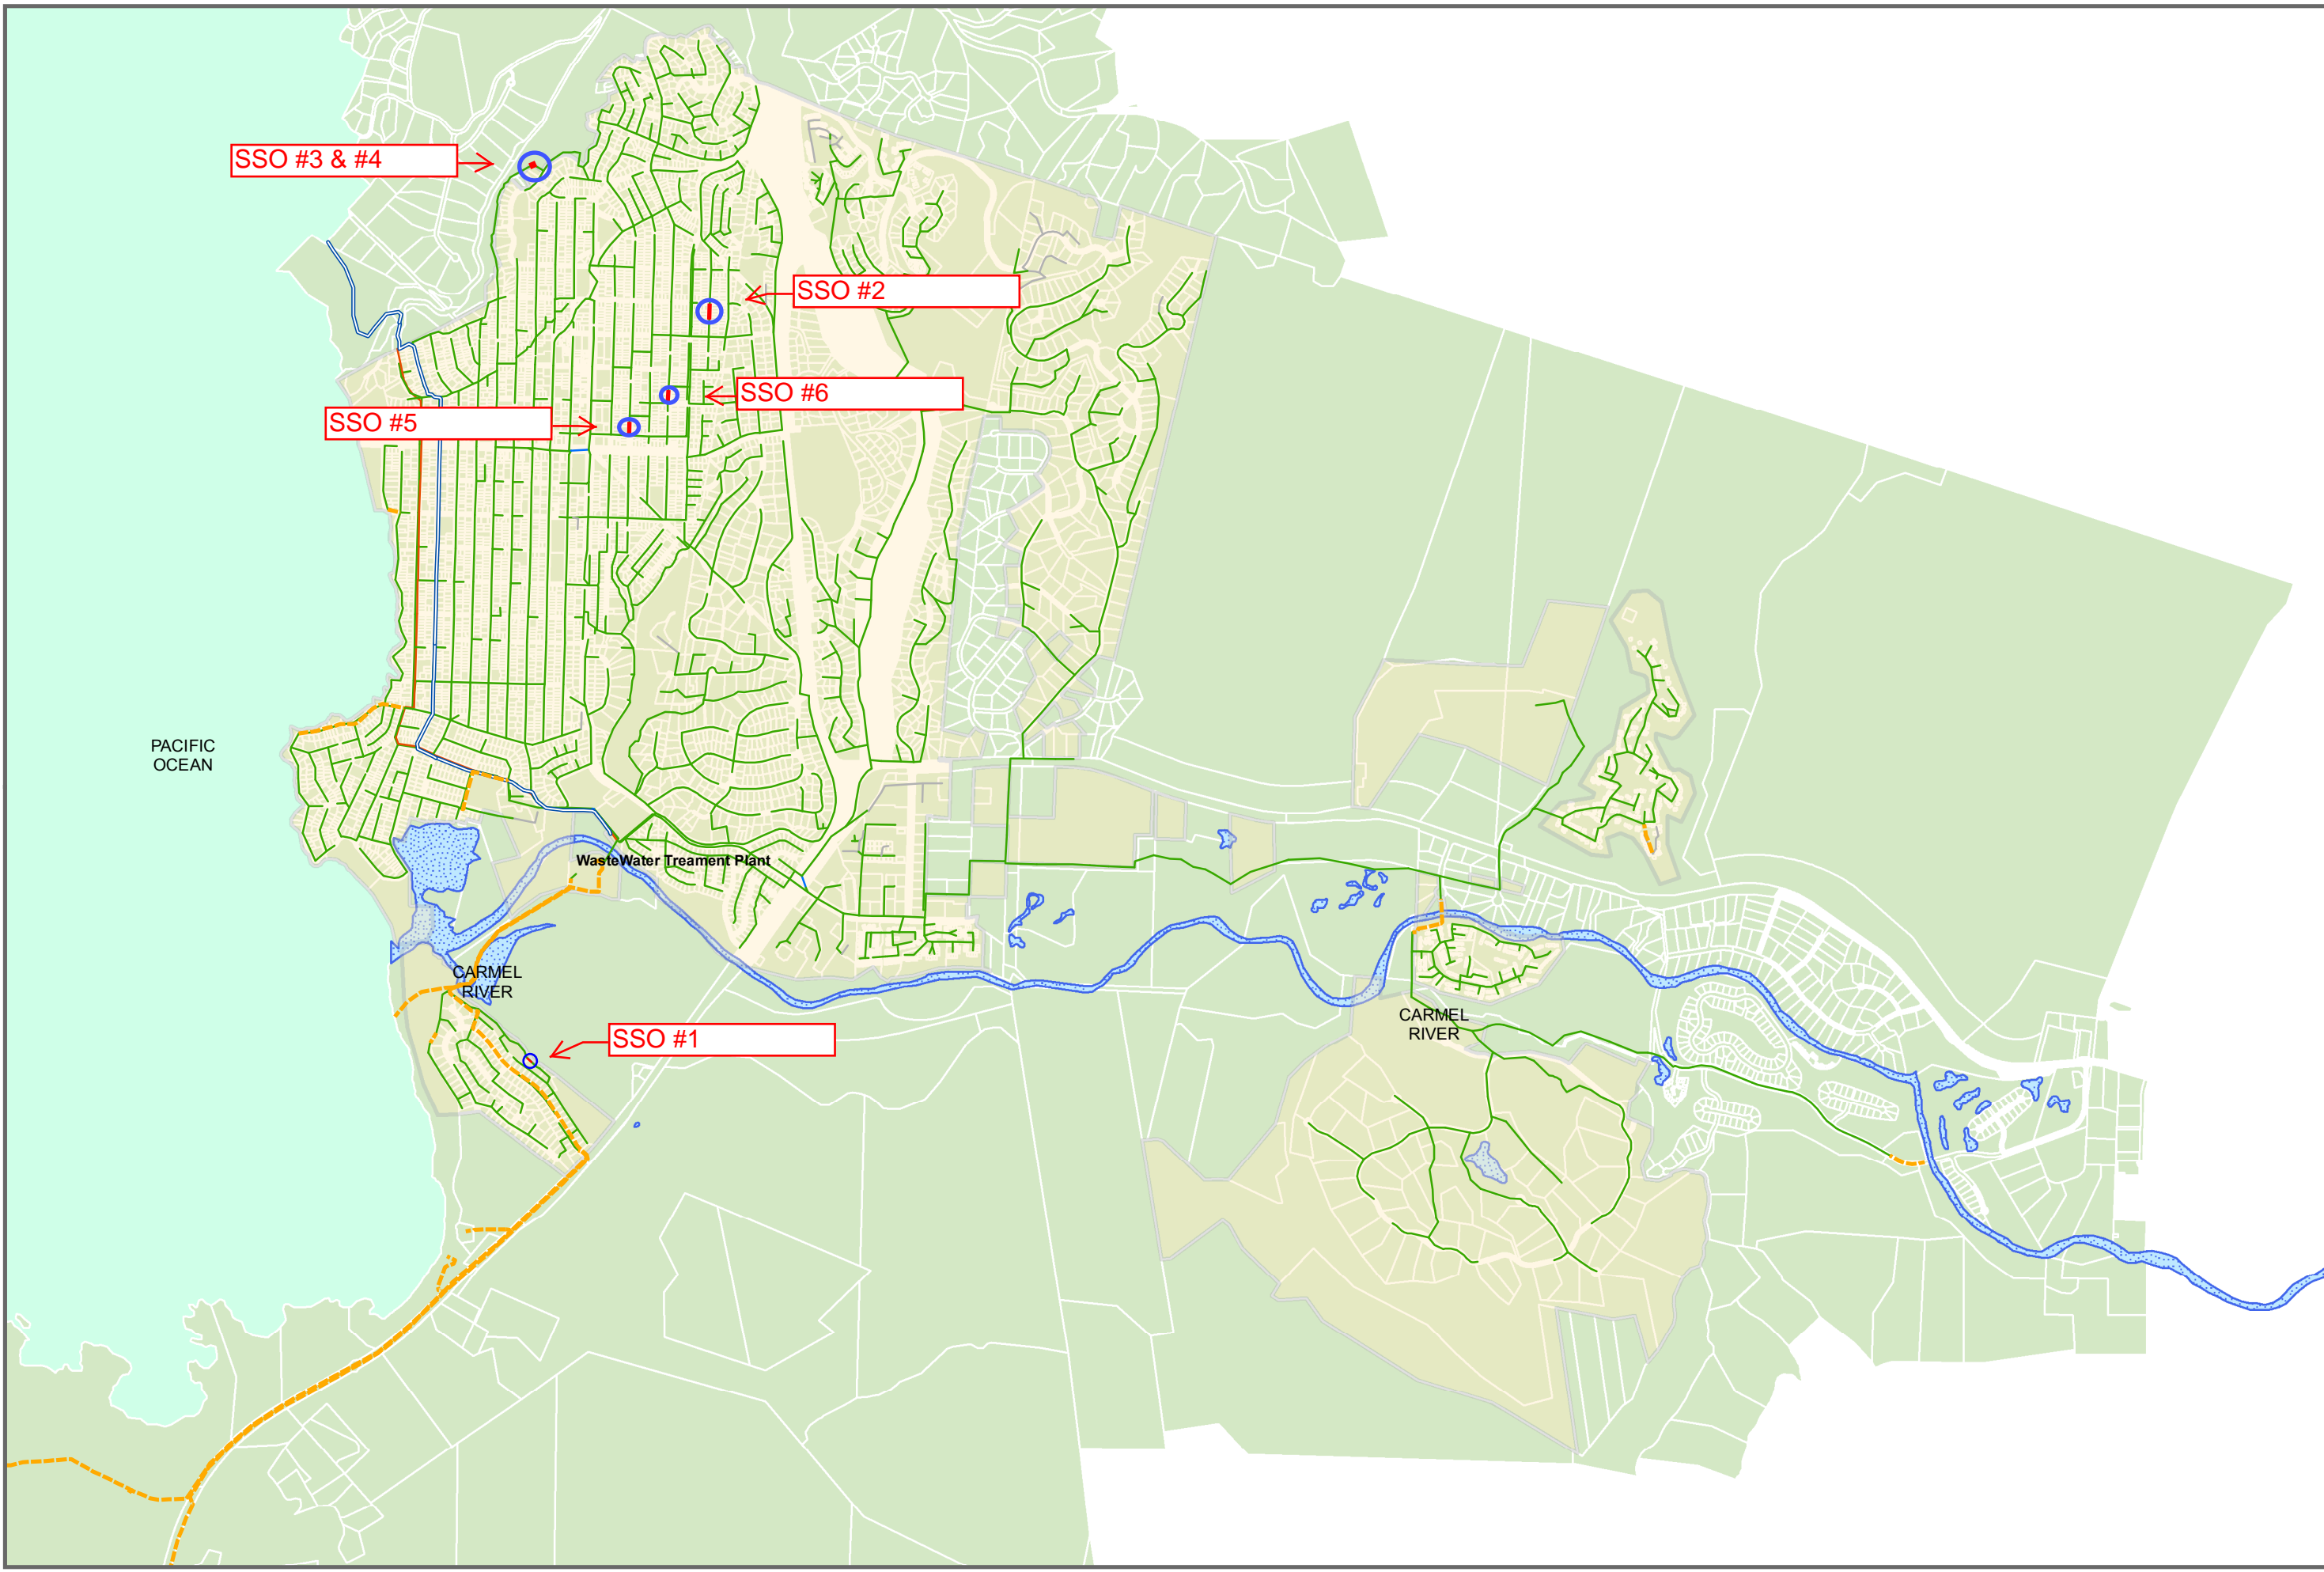 SSO #3 & #4
SSO #2
SSO #6
SSO #5
PACIFIC
OCEAN
WasteWater Treament Plant
CARMEL
RIVER
CARMEL
RIVER
SSO #1